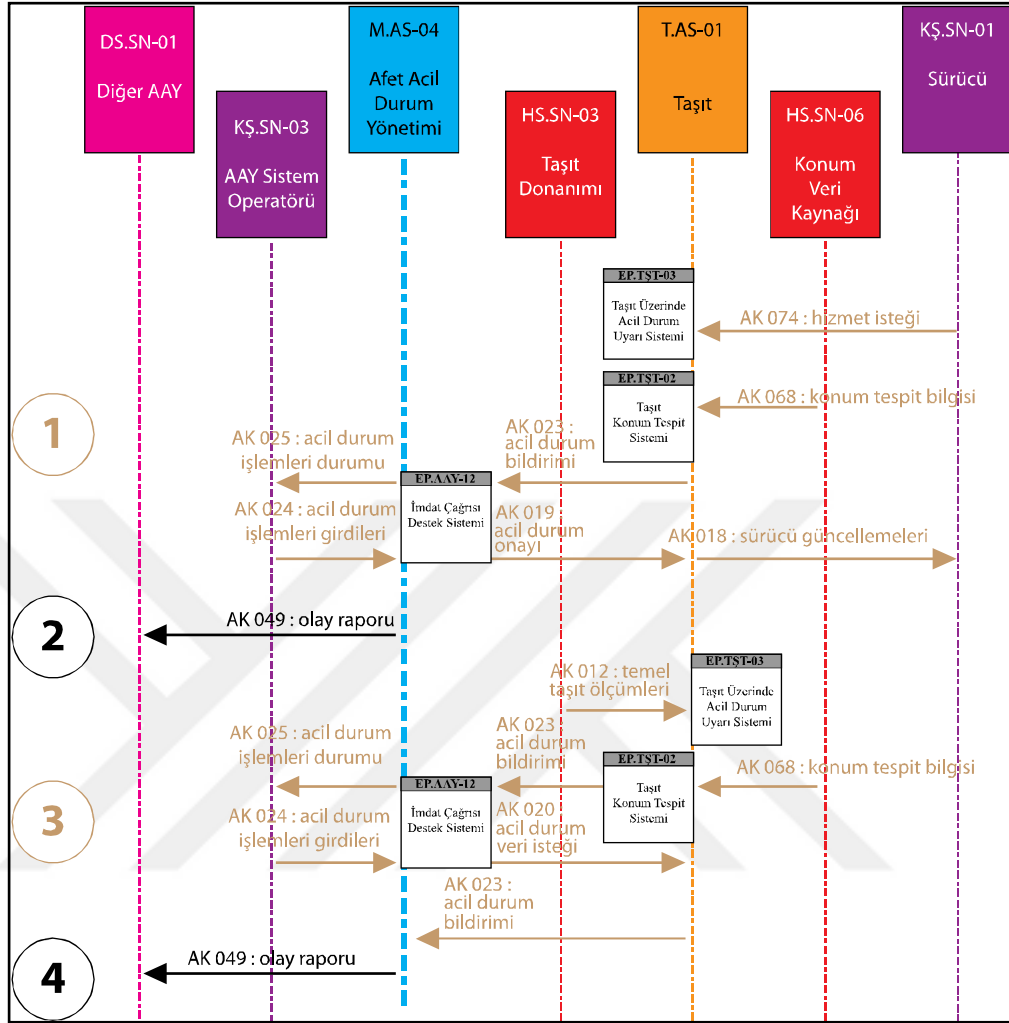 DS.SN-01
Diğer AAY
KŞ.SN-03
AAY Sistem
Operatörü
M.AS-04
Afet Acil
Durum
Yönetimi
HS.SN-03
Taşıt
Donanımı
T.AS-01
Taşıt
HS.SN-06
Konum
Veri
Kaynağı
KŞ.SN-01
Sürücü
EP.TŞT-03
Taşıt Üzerinde
Acil Durum
Uyarı Sistemi
AK 074 : hizmet isteği
EP.TŞT-02
Taşıt
Konum Tespit
Sistemi
AK 068 : konum tespit bilgisi
1
AK 025 : acil durum
işlemleri durumu
AK 023 :
acil durum
bildirimi
EP.AAY-12
İmdat Çağrısı
Destek Sistemi
AK 024 : acil durum
işlemleri girdileri
AK 019 :
acil durum
onayı
AK 018 : sürücü güncellemeleri
2
AK 049 : olay raporu
AK 012 : temel
taşıt ölçümleri
EP.TŞT-03
Taşıt Üzerinde
Acil Durum
Uyarı Sistemi
AK 025 : acil durum
işlemleri durumu
AK 023 :
acil durum
bildirimi
EP.TŞT-02
Taşıt
Konum Tespit
Sistemi
AK 068 : konum tespit bilgisi
3
EP.AAY-12
İmdat Çağrısı
Destek Sistemi
AK 024 : acil durum
işlemleri girdileri
AK 020
acil durum
veri isteği
AK 023 :
acil durum
bildirimi
4
AK 049 : olay raporu